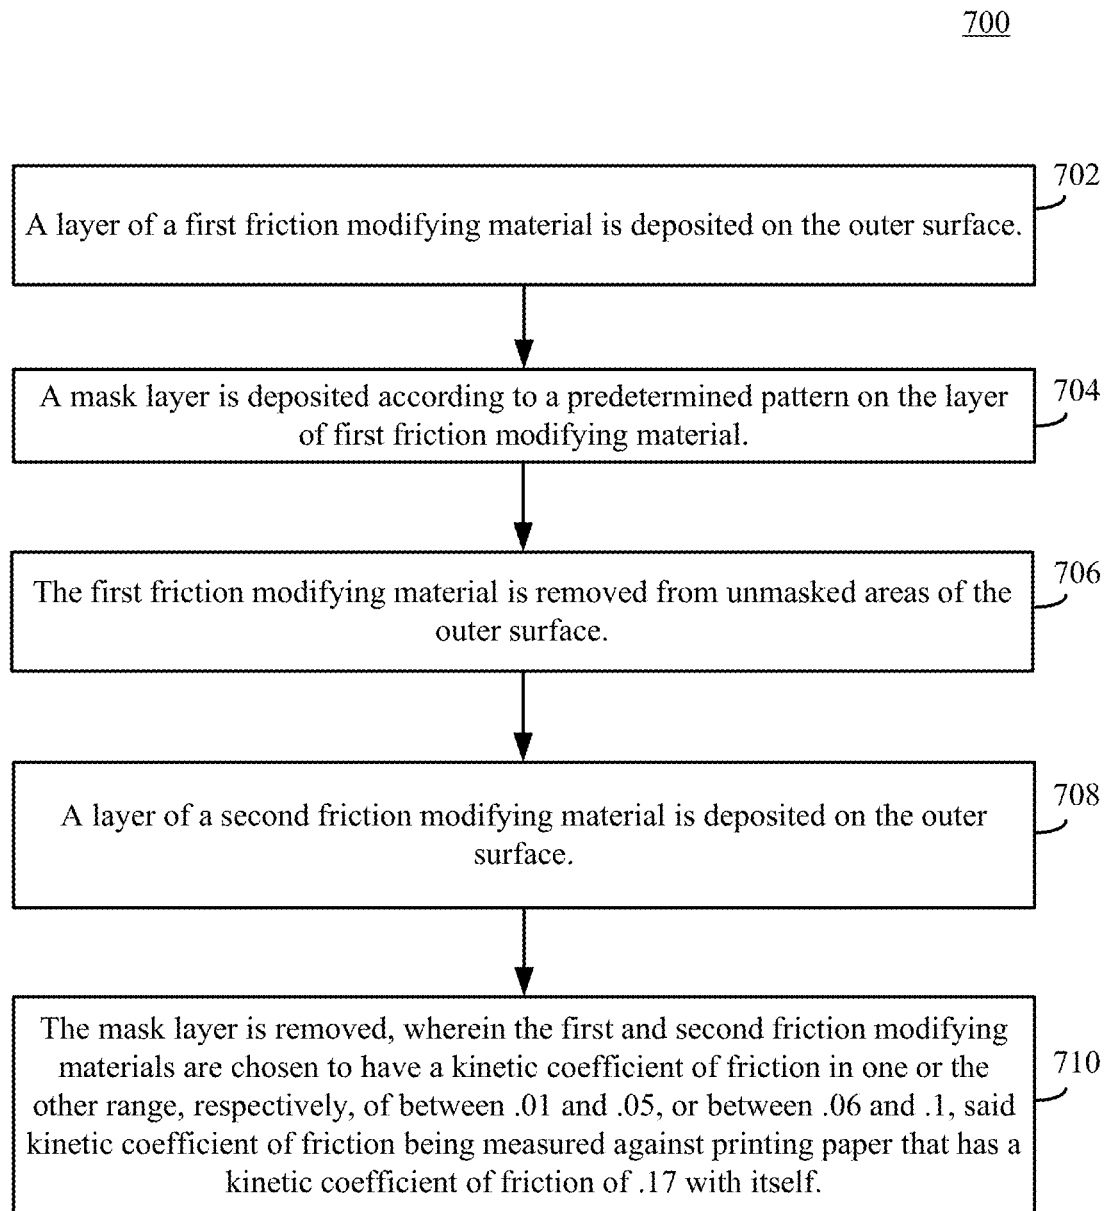 700
702
A layer of a first friction modifying material is deposited on the outer surface.
704
A mask layer is deposited according to a predetermined pattern on the layer
of first friction modifying material.
706
The first friction modifying material is removed from unmasked areas of the
outer surface.
708
A layer of a second friction modifying material is deposited on the outer
surface.
The mask layer is removed, wherein the first and second friction modifying
materials are chosen to have a kinetic coefficient of friction in one or the
710
other range, respectively, of between .01 and .05, or between .06 and .1, said
kinetic coefficient of friction being measured against printing paper that has a
kinetic coefficient of friction of .17 with itself.